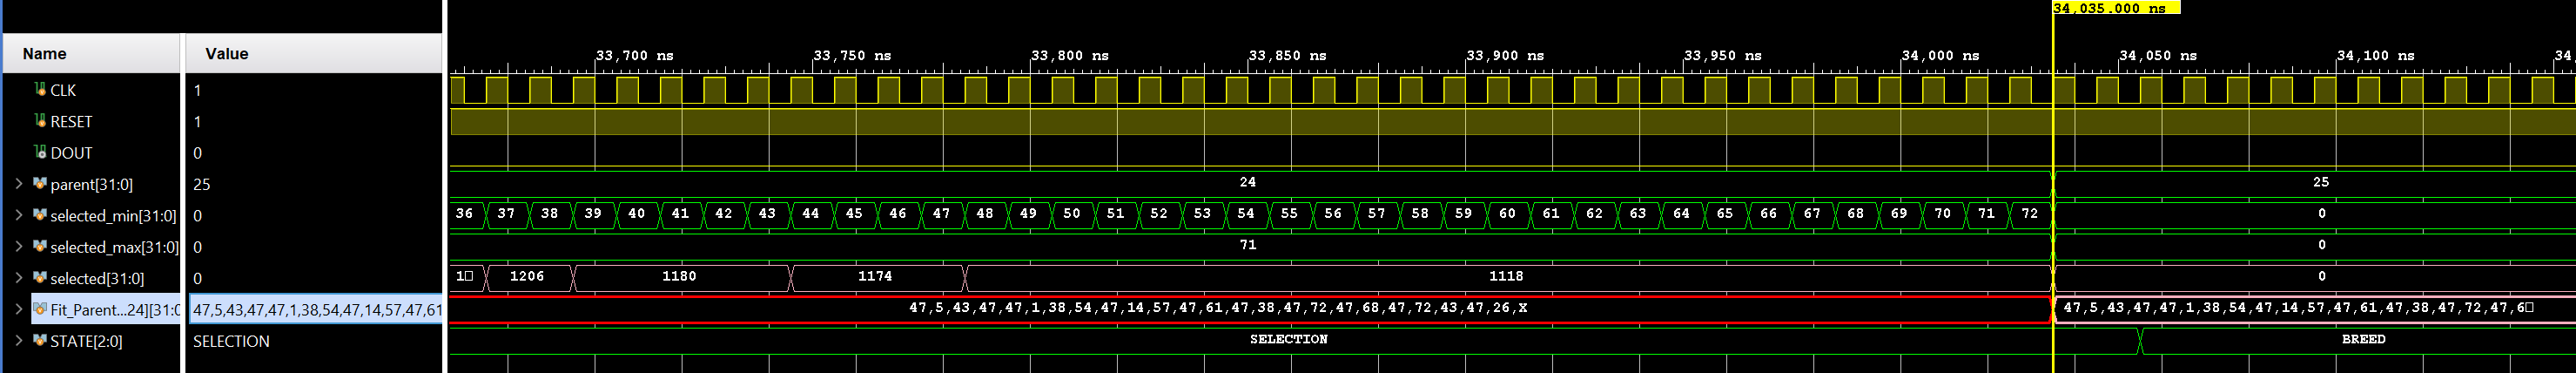 34,035.000 ns
Name Value 33,700 ns 33,750 ns 33,800 ns 33,850 ns 33,900 ns 33,950 ns 34,000 ns 34,050 ns 34,100 ns 34,
CLK 1
RESET 1
DOUT 0
parent[31:0] 25 24 25
selected_min[31:0] 0 36 37 38 39 40 41 42 43 44 45 46 47 48 49 50 51 52 53 54 55 56 57 58 59 60 61 62 63 64 65 66 67 68 69 70 71 72 0
selected_max[31:0] 0 71 0
selected[31:0] 0 1□ 1206 1180 1174 1118 0
Fit_Parent...24][31:0 47,5,43,47,47,1,38,54,47,14,57,47,61 47,5,43,47,47,1,38,54,47,14,57,47,61,47,38,47,72,47,68,47,72,43,47,26,X 47,5,43,47,47,1,38,54,47,14,57,47,61,47,38,47,72,47,6□
STATE[2:0] SELECTION SELECTION BREED